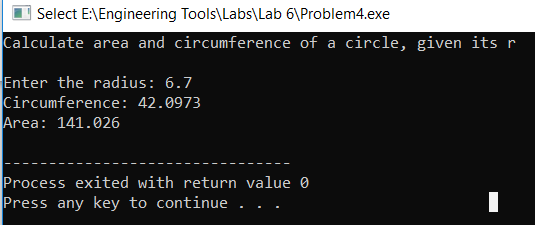 Select E:\Engineering Tools\Labs\Lab 6\Problem4.exe
Calculate area and circumference of a circle, given its r
Enter the radius: 6.7
Circumference: 42.0973
Area: 141.026
--------------------------------
Process exited with return value 0
Press any key to continue . . .